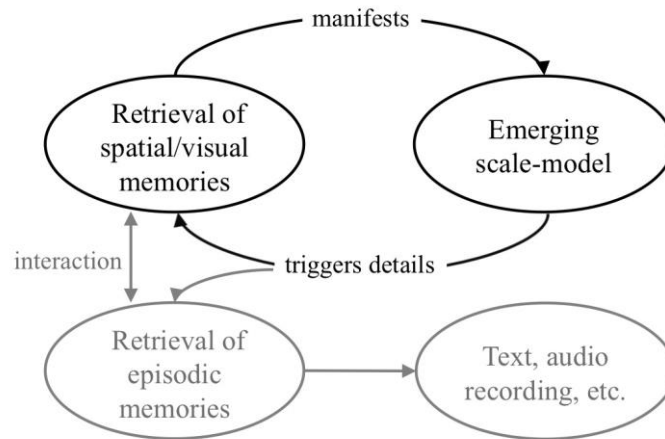 manifests
Retrieval of
spatial/visual
memories
Emerging
scale-model
interaction
triggers details
Retrieval of
episodic
memories
Text, audio
recording, etc.